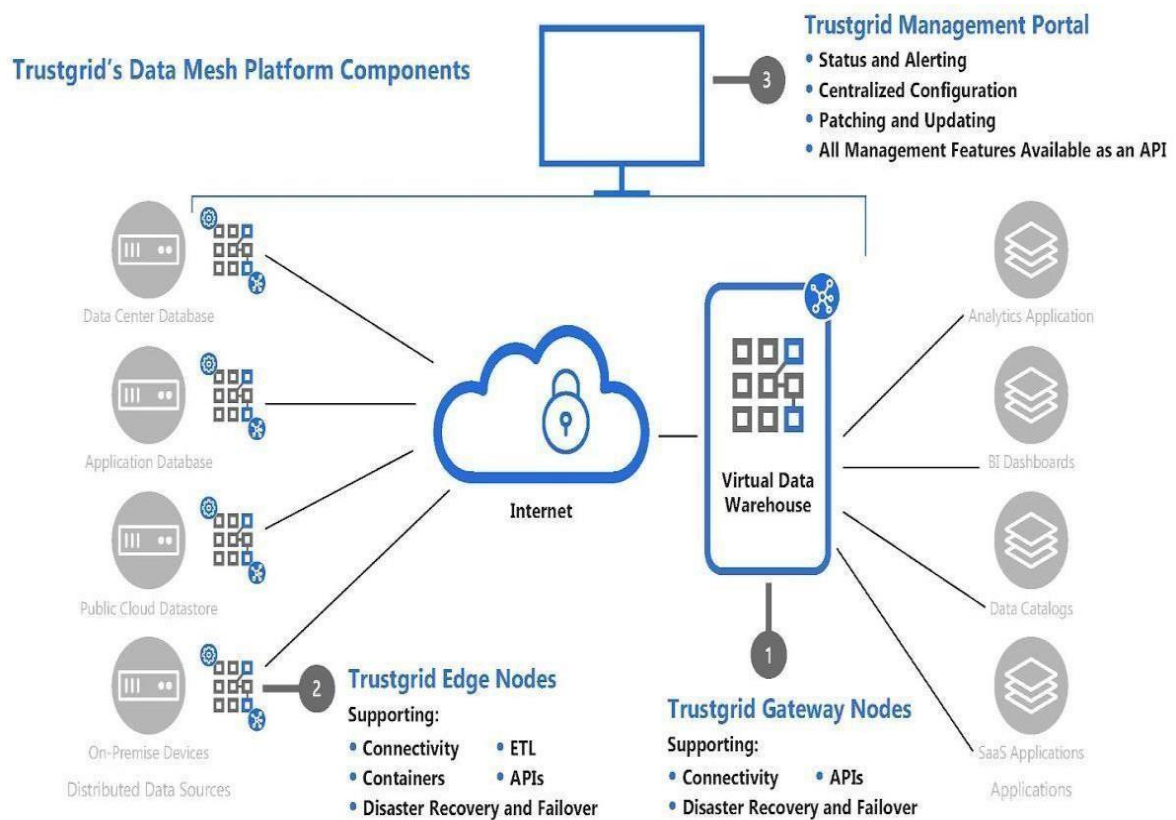 Trustgrid's Data Mesh Platform Components
3
Trustgrid Management Portal
• Status and Alerting
• Centralized Configuration
• Patching and Updating
• All Management Features Available as an API
Data Center Database
Application Database
Public Cloud Datastore
On-Premise Devices
Distributed Data Sources
Internet
Virtual Data
Warehouse
Analytics Application
BI Dashboards
Data Catalogs
SaaS Applications
Applications
2
Trustgrid Edge Nodes
Supporting:
• Connectivity • ETL
• Containers • APIs
• Disaster Recovery and Failover
1
Trustgrid Gateway Nodes
Supporting:
• Connectivity • APIs
• Disaster Recovery and Failover